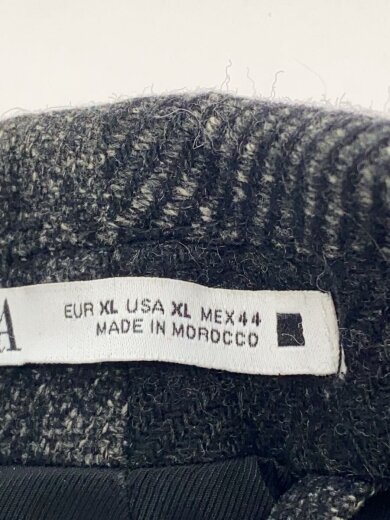 A
EUR XL USA XL MEX 44
MADE IN MOROCCO